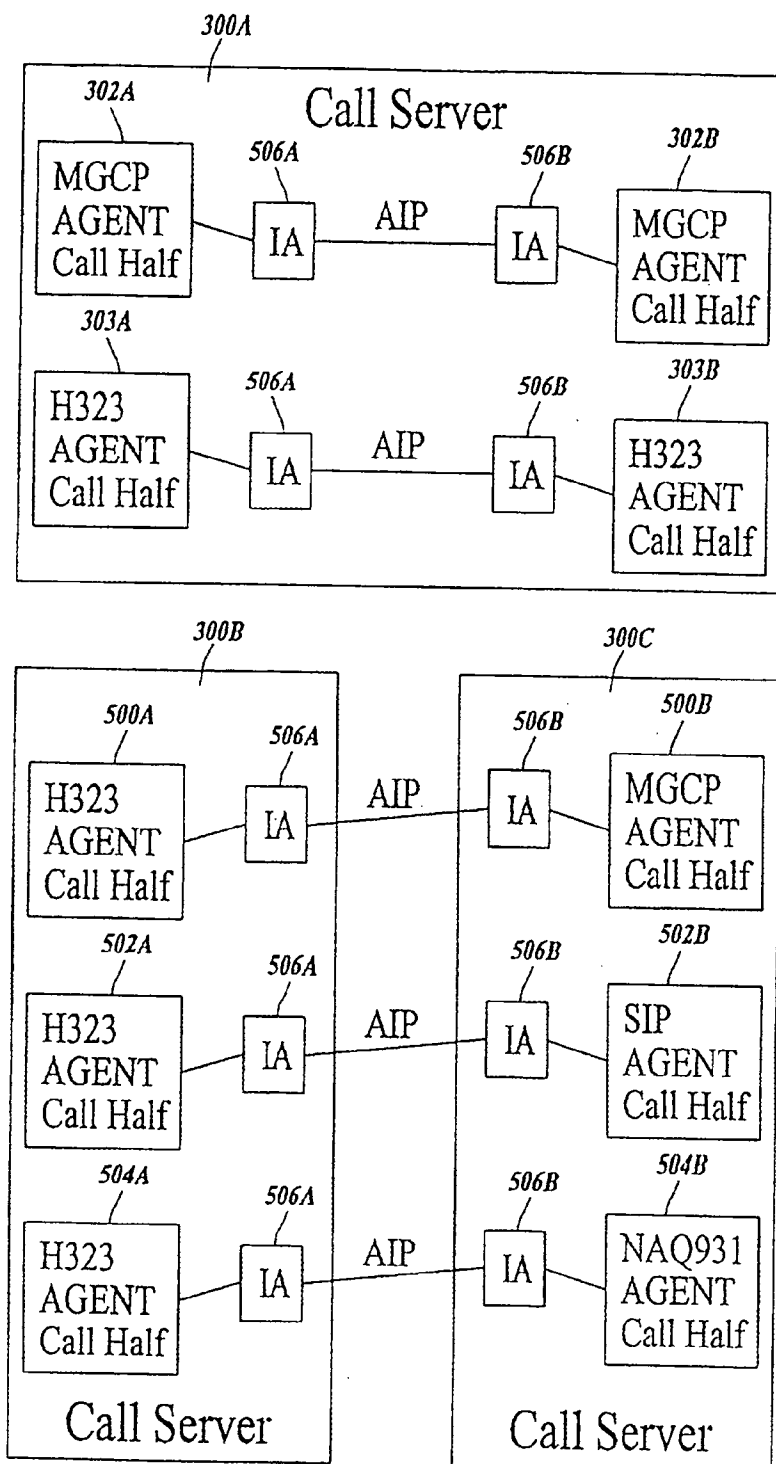 300A
Call Server
302A
506A
506B
302B
MGCP
AGENT
Call Half
IA
AIP
IA
MGCP
AGENT
Call Half
303A
506A
506B
303B
H323
AGENT
Call Half
IA
AIP
IA
H323
AGENT
Call Half
300B
300C
500A
506A
506B
500B
H323
AGENT
Call Half
IA
AIP
IA
MGCP
AGENT
Call Half
502A
506A
506B
502B
H323
AGENT
Call Half
IA
AIP
IA
SIP
AGENT
Call Half
504A
506A
506B
504B
H323
AGENT
Call Half
IA
AIP
IA
NAQ931
AGENT
Call Half
Call Server
Call Server